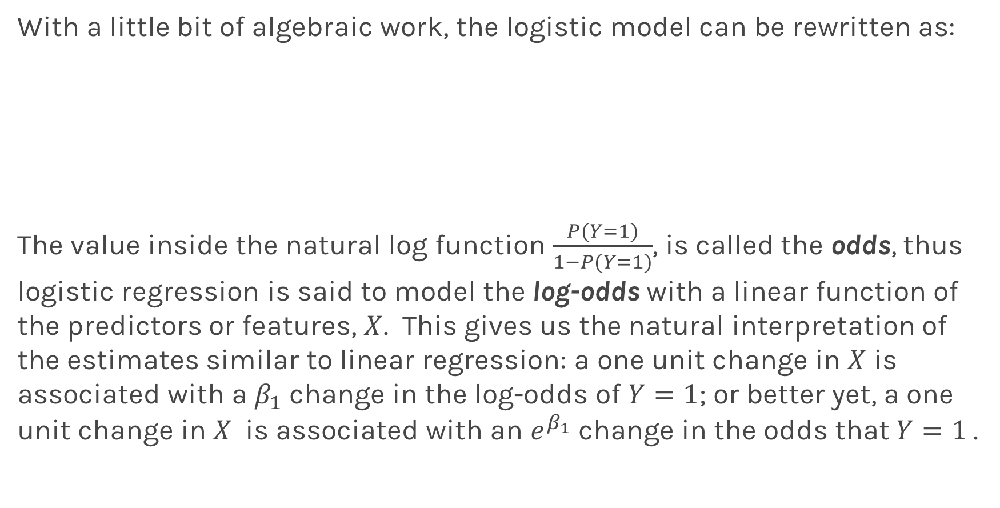 With a little bit of algebraic work, the logistic model can be rewritten as:
The value inside the natural log function P(Y=1)/1−P(Y=1), is called the odds, thus
logistic regression is said to model the log-odds with a linear function of
the predictors or features, X. This gives us the natural interpretation of
the estimates similar to linear regression: a one unit change in X is
associated with a β₁ change in the log-odds of Y = 1; or better yet, a one
unit change in X is associated with an e^β₁ change in the odds that Y = 1.